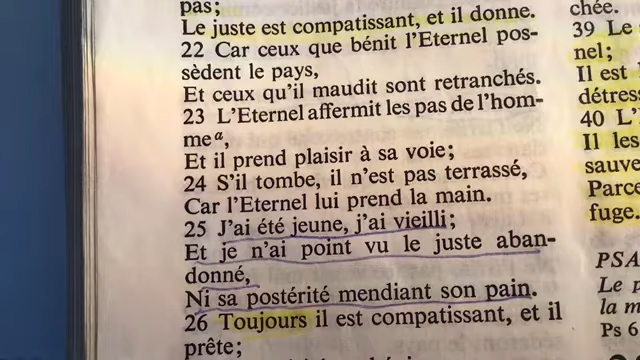 pas;
Le juste est compatissant, et il donne.
22 Car ceux que bénit l'Eternel pos-
sèdent le pays,
Et ceux qu'il maudit sont retranchés.
23 L'Eternel affermit les pas de l'hom-
meᵃ,
Et il prend plaisir à sa voie;
24 S'il tombe, il n'est pas terrassé,
Car l'Eternel lui prend la main.
25 J'ai été jeune, j'ai vieilli;
Et je n'ai point vu le juste aban-
donné,
Ni sa postérité mendiant son pain.
26 Toujours il est compatissant, et il
prête;
chée.
39 Le
nel;
Il est
détress
40 L'
Il les
sauve
Parce
fuge.
PSA
Le p
la m
Ps 6